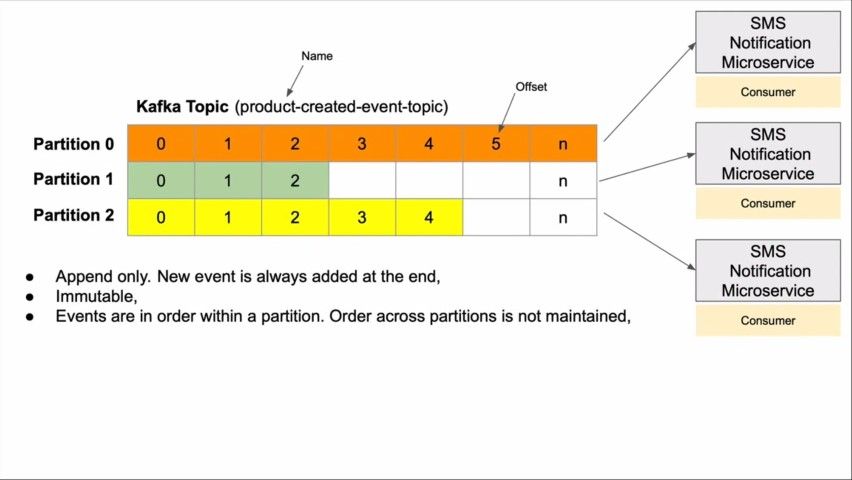 Name
Kafka Topic (product-created-event-topic)
Offset
Partition 0 0 1 2 3 4 5 n
Partition 1 0 1 2 n
Partition 2 0 1 2 3 4 n
● Append only. New event is always added at the end,
● Immutable,
● Events are in order within a partition. Order across partitions is not maintained,
SMS
Notification
Microservice
Consumer
SMS
Notification
Microservice
Consumer
SMS
Notification
Microservice
Consumer